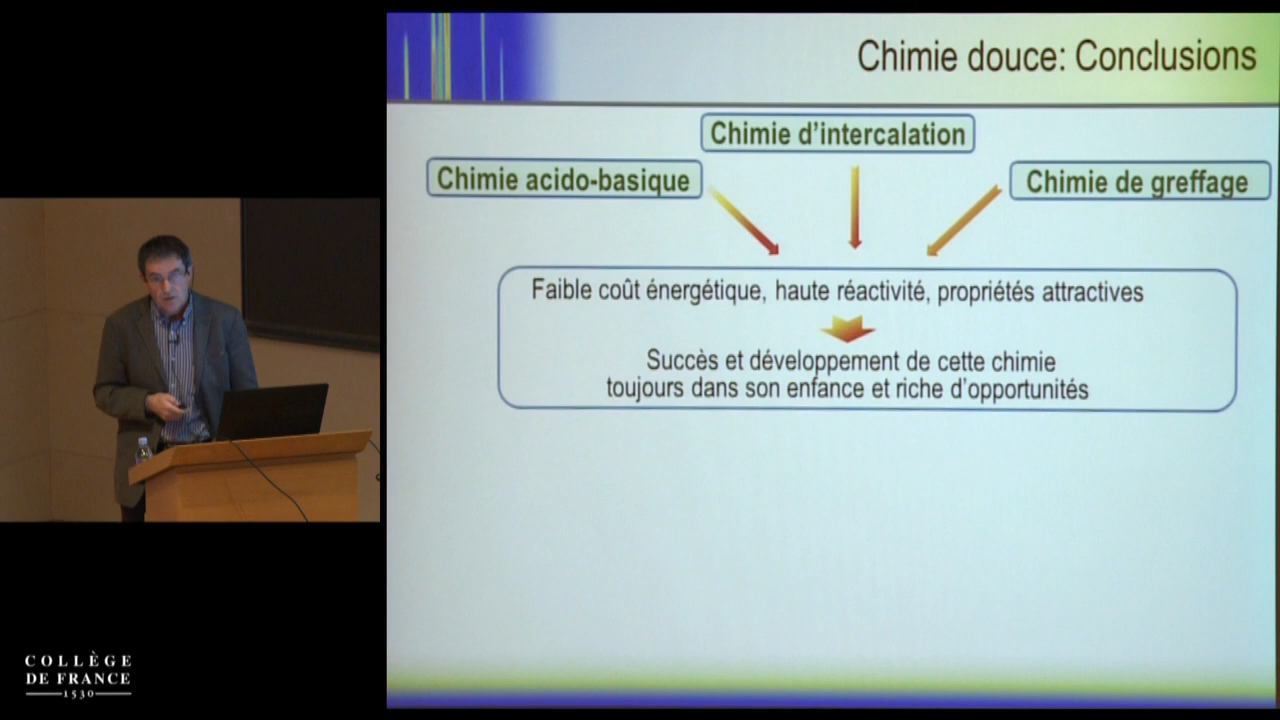 Chimie douce: Conclusions
Chimie d'intercalation
Chimie acido-basique
Chimie de greffage
Faible coût énergétique, haute réactivité, propriétés attractives
Succès et développement de cette chimie
toujours dans son enfance et riche d'opportunités
COLLÈGE
DE FRANCE
1530